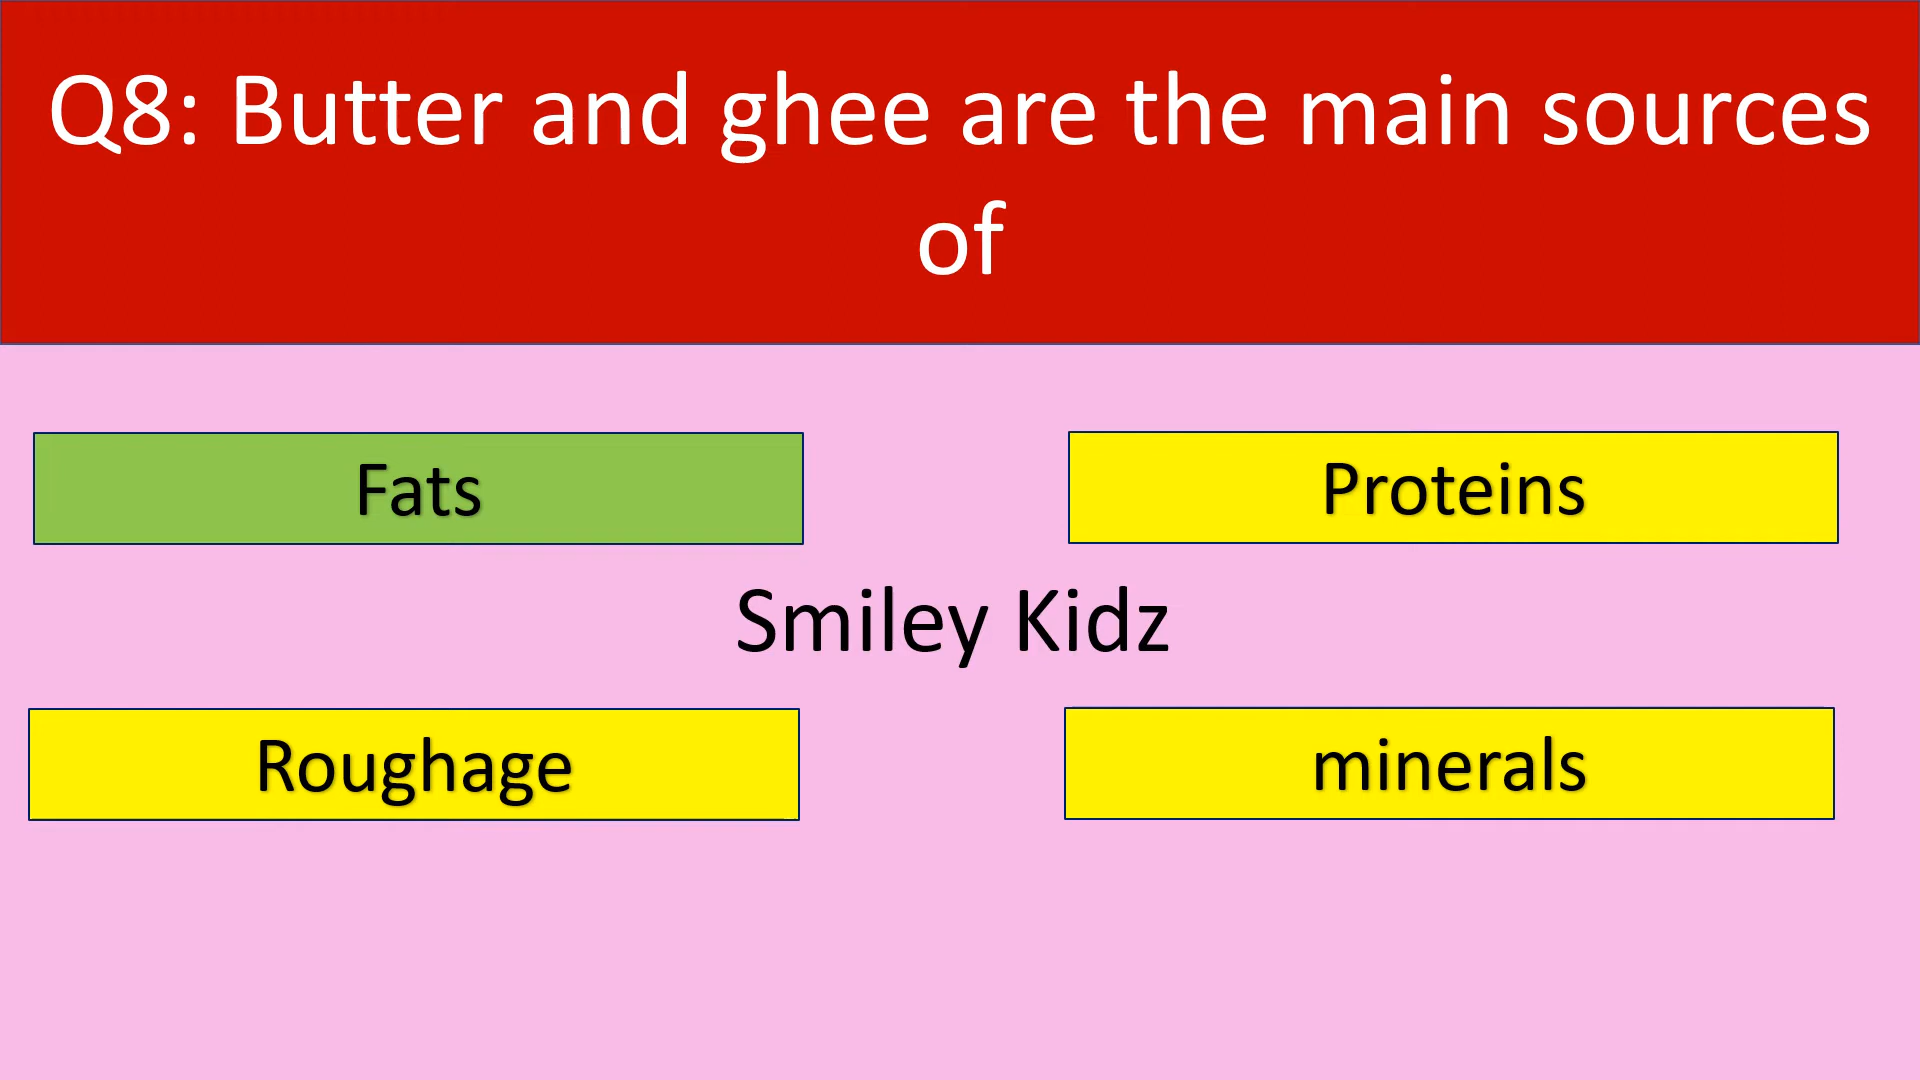 Q8: Butter and ghee are the main sources
of
Fats
Proteins
Smiley Kidz
Roughage
minerals